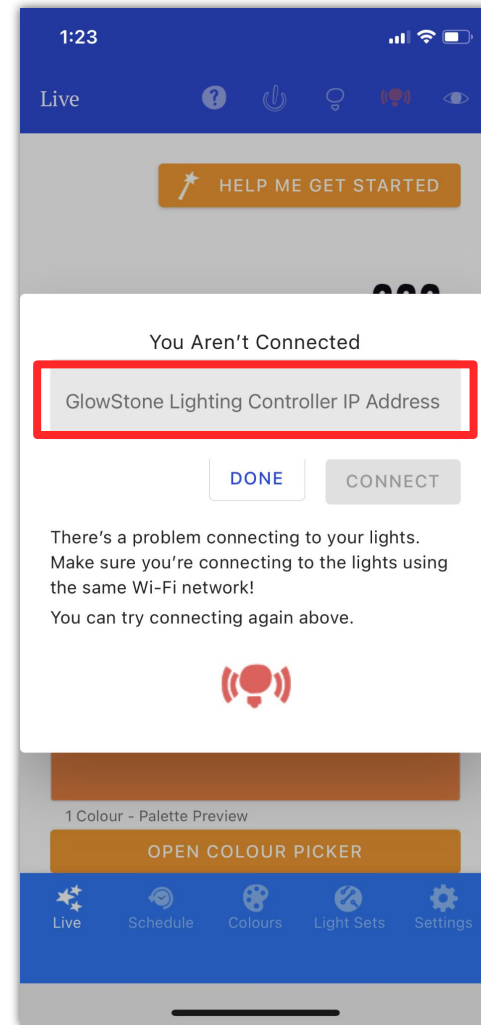 1:23
Live
HELP ME GET STARTED
You Aren't Connected
GlowStone Lighting Controller IP Address
DONE
CONNECT
There's a problem connecting to your lights.
Make sure you're connecting to the lights using
the same Wi-Fi network!
You can try connecting again above.
1 Colour - Palette Preview
OPEN COLOUR PICKER
Live Schedule Colours Light Sets Settings